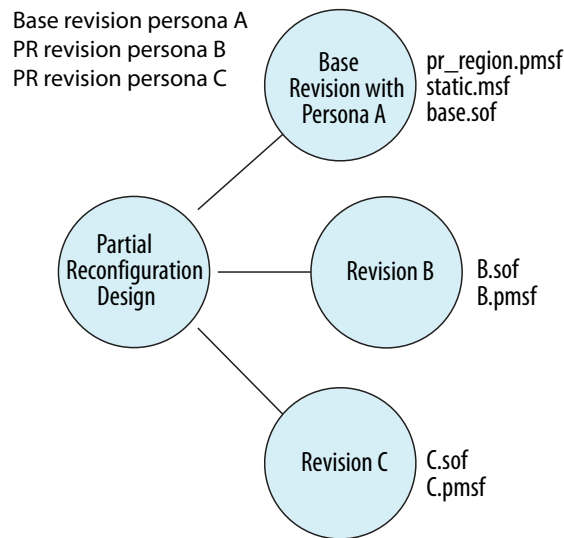 Base revision persona A
PR revision persona B
PR revision persona C
Base
Revision with
Persona A
pr_region.pmsf
static.msf
base.sof
Partial
Reconfiguration
Design
Revision B
B.sof
B.pmsf
Revision C
C.sof
C.pmsf